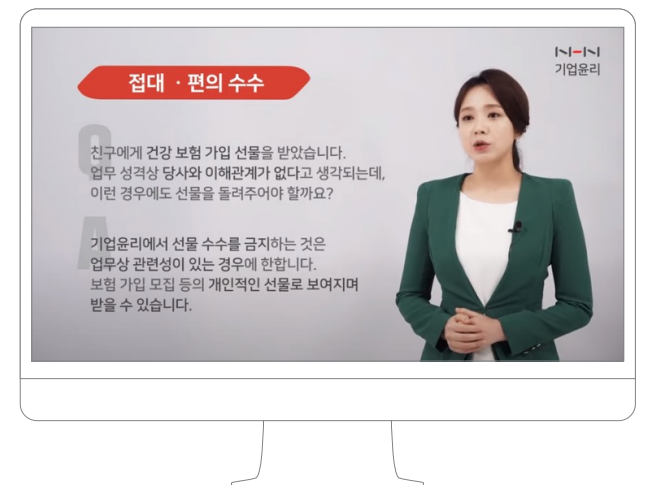 NHN
기업윤리
접대 · 편의 수수
Q
친구에게 건강 보험 가입 선물을 받았습니다.
업무 성격상 당사와 이해관계가 없다고 생각되는데,
이런 경우에도 선물을 돌려주어야 할까요?
A
기업윤리에서 선물 수수를 금지하는 것은
업무상 관련성이 있는 경우에 한합니다.
보험 가입 모집 등의 개인적인 선물로 보여지며
받을 수 있습니다.